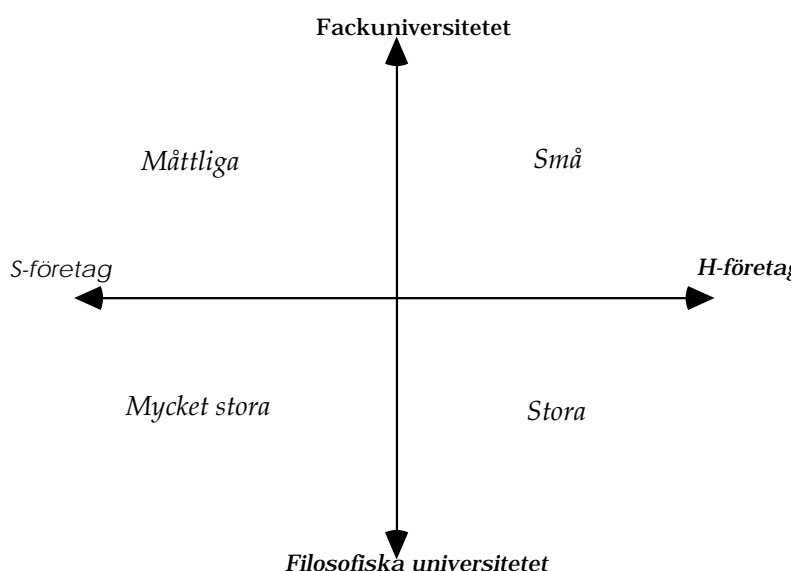 Fackuniversitetet
Måttliga
Små
S-företag
H-företag
Mycket stora
Stora
Filosofiska universitetet